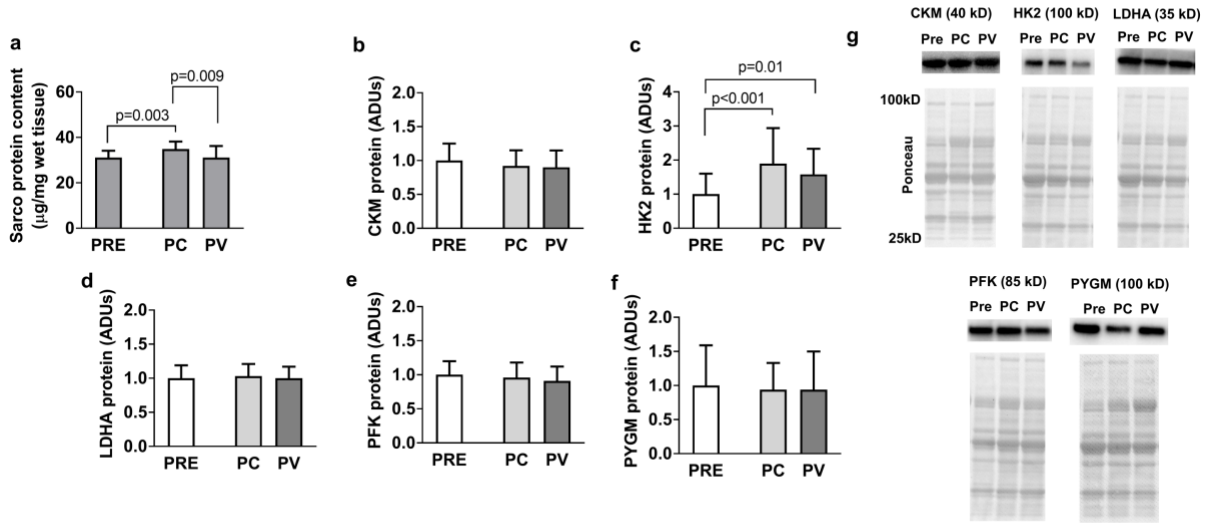 a
p=0.009
p=0.003
Sarco protein content
(µg/mg wet tissue)
60
40
20
0
PRE PC PV
b
CKM protein (ADUs)
2.0
1.5
1.0
0.5
0.0
PRE PC PV
c
p=0.01
p<0.001
HK2 protein (ADUs)
4
3
2
1
0
PRE PC PV
d
LDHA protein (ADUs)
2.0
1.5
1.0
0.5
0.0
PRE PC PV
e
PFK protein (ADUs)
2.0
1.5
1.0
0.5
0.0
PRE PC PV
f
PYGM protein (ADUs)
2.0
1.5
1.0
0.5
0.0
PRE PC PV
g
CKM (40 kD) HK2 (100 kD) LDHA (35 kD)
Pre PC PV Pre PC PV Pre PC PV
100kD
Ponceau
25kD
PFK (85 kD) PYGM (100 kD)
Pre PC PV Pre PC PV